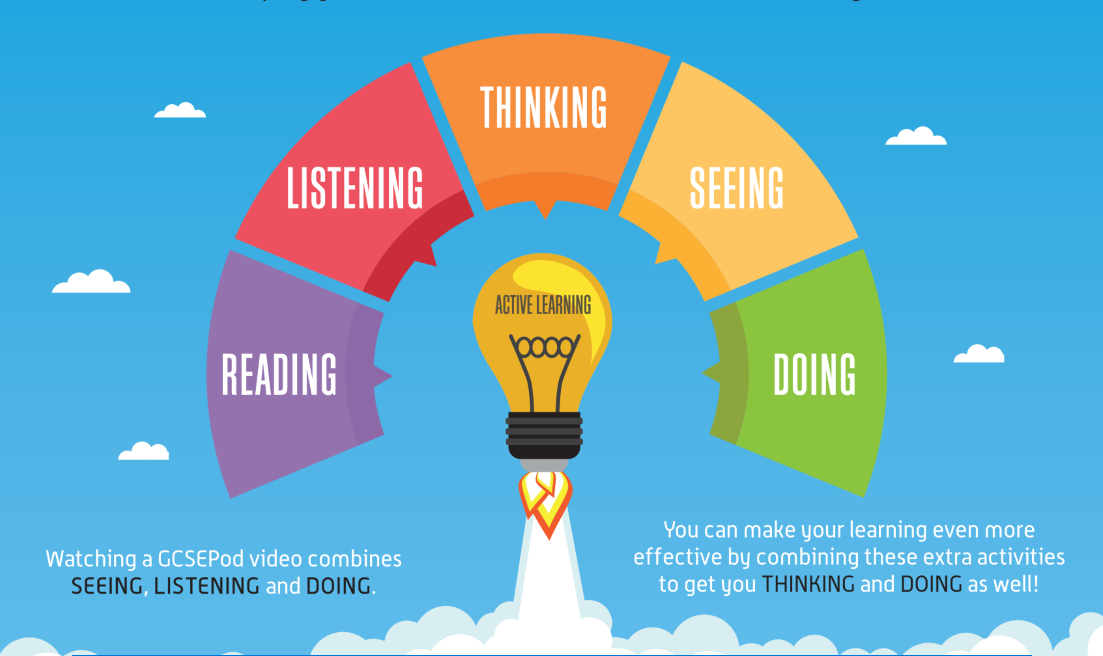 THINKING
LISTENING
SEEING
ACTIVE LEARNING
READING
DOING
Watching a GCSEPod video combines
SEEING, LISTENING and DOING.
You can make your learning even more
effective by combining these extra activities
to get you THINKING and DOING as well!